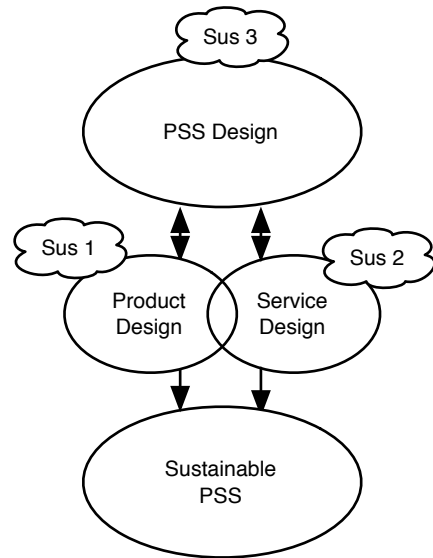 Sus 3
PSS Design
Sus 1
Sus 2
Product
Design
Service
Design
Sustainable
PSS